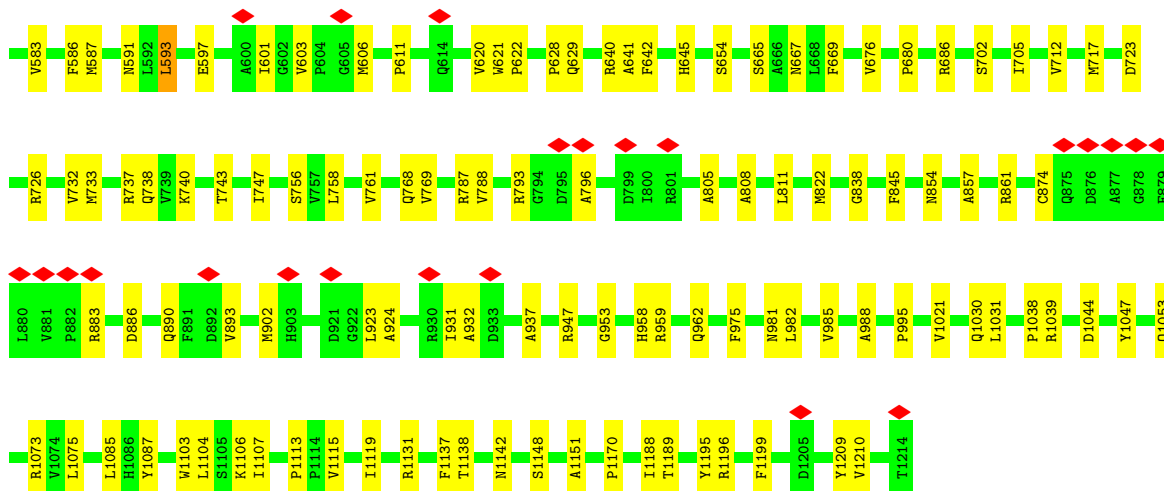 V583 F586 M587 N591 L592 L593 E597 A600 I601 G602 V603 P604 G605 M606 P611 Q614 V620 W621 P622 P628 Q629 R640 A641 F642 H645 S654 S665 A666 N667 L668 F669 V676 P680 R686 S702 I705 V712 M717 D723
R726 V732 M733 R737 Q738 V739 K740 T743 I747 S756 V757 L758 V761 Q768 V769 R787 V788 R793 G794 D795 A796 D799 I800 R801 A805 A808 L811 M822 G838 F845 N854 A857 R861 C874 Q875 D876 A877 G878
L880 V881 P882 R883 D886 Q890 F891 D892 V893 M902 H903 D921 G922 L923 A924 R930 I931 A932 D933 A937 R947 G953 H958 R959 Q962 F975 N981 L982 V985 A988 P995 V1021 Q1030 L1031 P1038 R1039 D1044 Y1047
R1073 V1074 L1075 L1085 H1086 Y1087 W1103 L1104 S1105 K1106 I1107 P1113 P1114 V1115 I1119 R1131 F1137 T1138 N1142 S1148 A1151 P1170 I1188 T1189 Y1195 R1196 F1199 D1205 Y1209 V1210 T1214